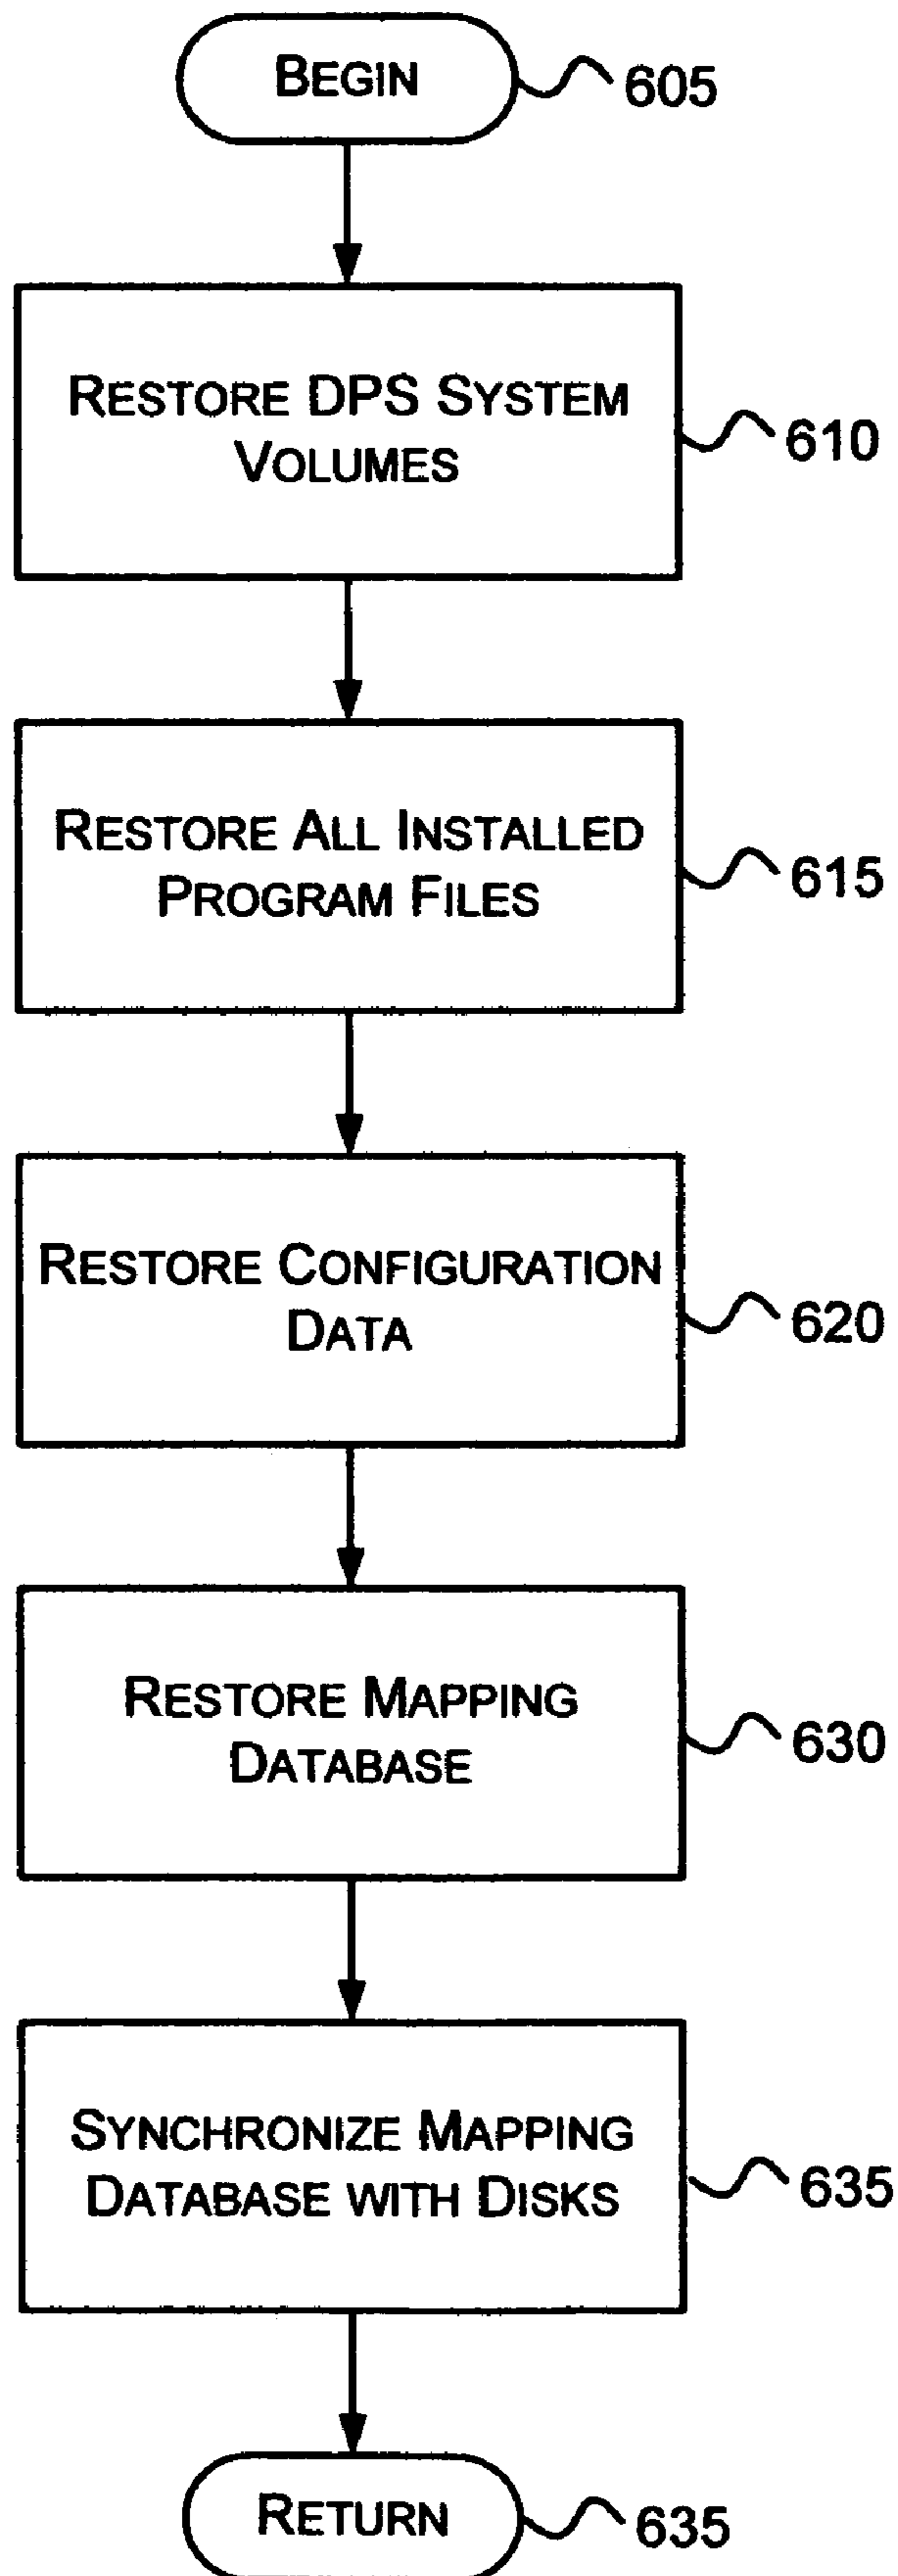 BEGIN
605
RESTORE DPS SYSTEM
VOLUMES
610
RESTORE ALL INSTALLED
PROGRAM FILES
615
RESTORE CONFIGURATION
DATA
620
RESTORE MAPPING
DATABASE
630
SYNCHRONIZE MAPPING
DATABASE WITH DISKS
635
RETURN
635